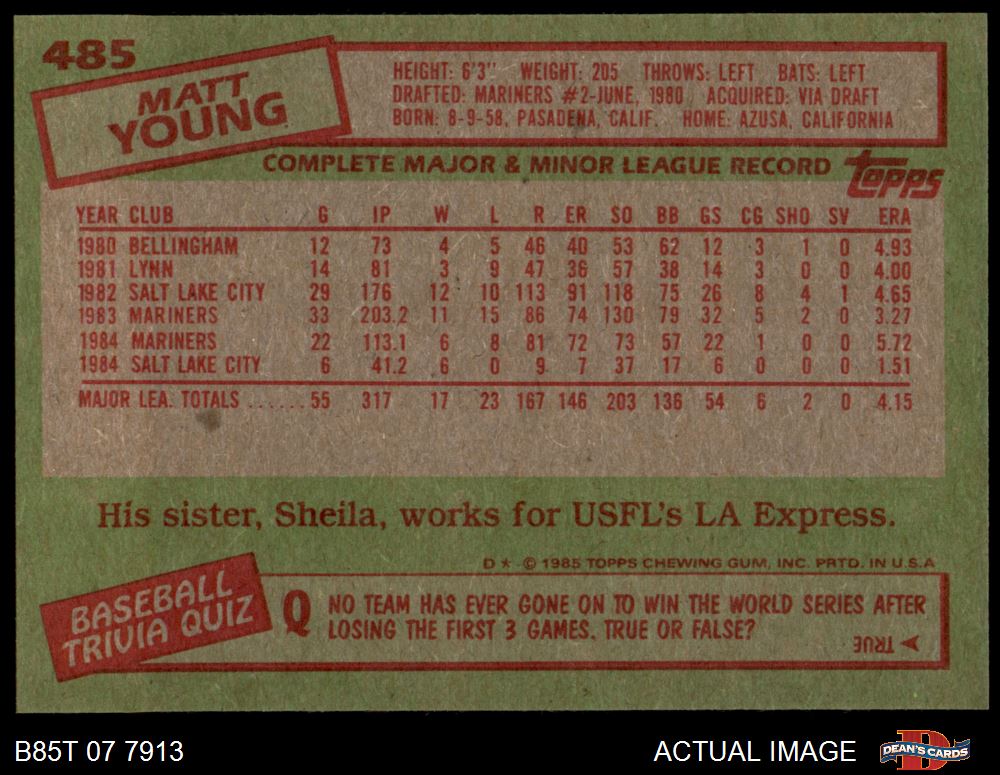 485
MATT
YOUNG
HEIGHT: 6'3" WEIGHT: 205 THROWS: LEFT BATS: LEFT
DRAFTED: MARINERS #2-JUNE, 1980 ACQUIRED: VIA DRAFT
BORN: 8-9-58, PASADENA, CALIF. HOME: AZUSA, CALIFORNIA
COMPLETE MAJOR & MINOR LEAGUE RECORD
topps
YEAR CLUB G IP W L R ER SO BB GS CG SHO SV ERA
1980 BELLINGHAM 12 73 4 5 46 40 53 62 12 3 1 0 4.93
1981 LYNN 14 81 3 9 47 36 57 38 14 3 0 0 4.00
1982 SALT LAKE CITY 29 176 12 10 113 91 118 75 26 8 4 1 4.65
1983 MARINERS 33 203.2 11 15 86 74 130 79 32 5 2 0 3.27
1984 MARINERS 22 113.1 6 8 81 72 73 57 22 1 0 0 5.72
1984 SALT LAKE CITY 6 41.2 6 0 9 7 37 17 6 0 0 0 1.51
MAJOR LEA. TOTALS ...... 55 317 17 23 167 146 203 136 54 6 2 0 4.15
His sister, Sheila, works for USFL's LA Express.
D * © 1985 TOPPS CHEWING GUM, INC. PRTD. IN U.S.A
BASEBALL
TRIVIA QUIZ
Q NO TEAM HAS EVER GONE ON TO WIN THE WORLD SERIES AFTER
LOSING THE FIRST 3 GAMES. TRUE OR FALSE?
TRUE
B85T 07 7913
ACTUAL IMAGE
DEAN'S CARDS